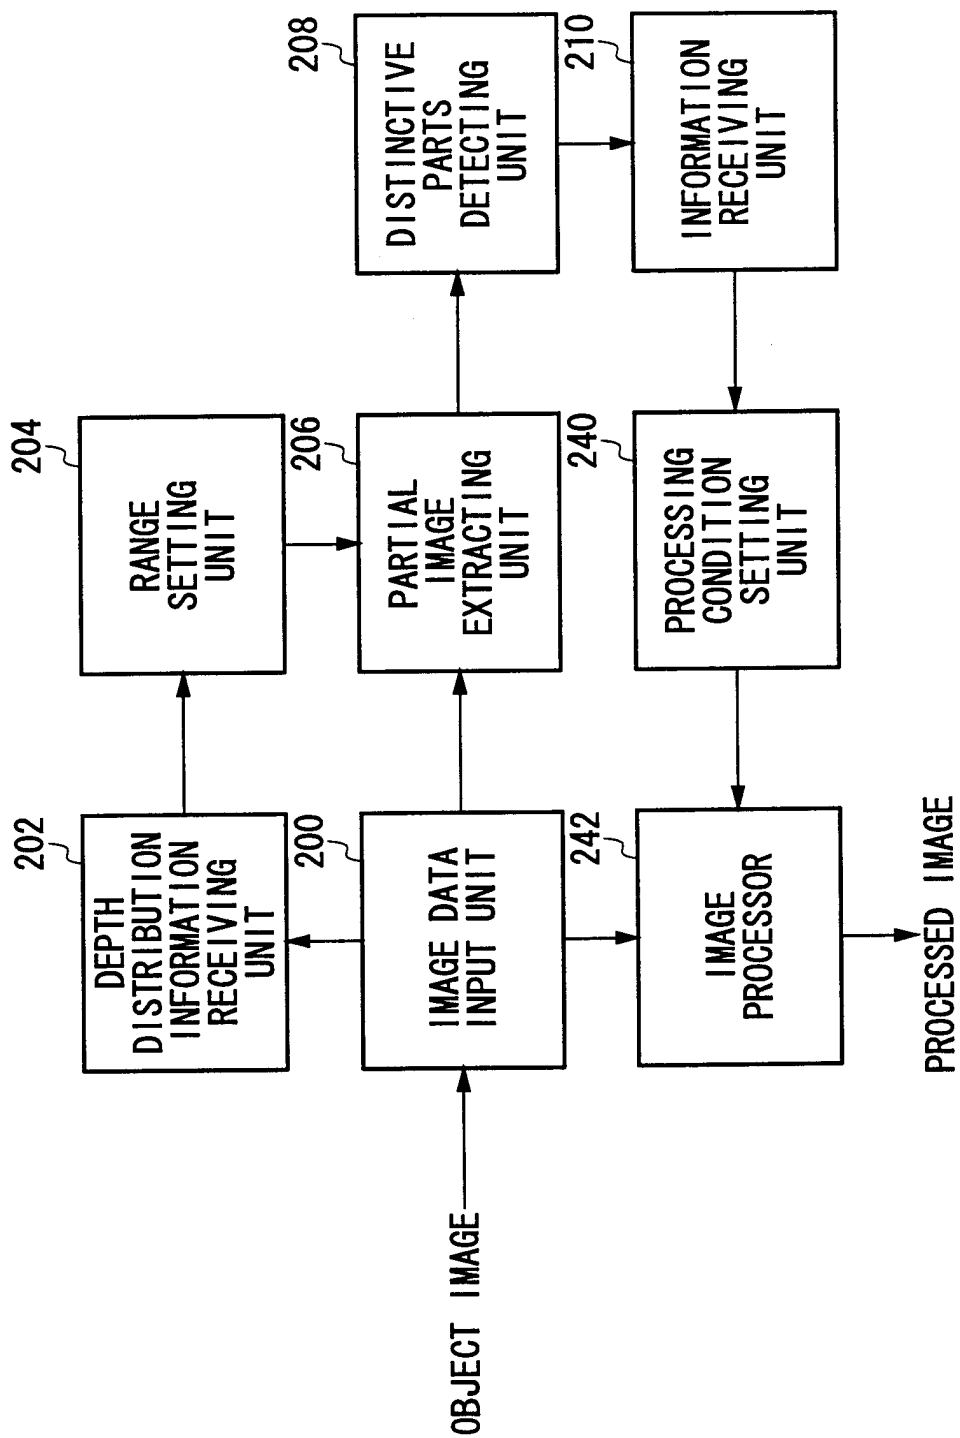 208
DISTINCTIVE
PARTS
DETECTING
UNIT
210
INFORMATION
RECEIVING
UNIT
204
RANGE
SETTING
UNIT
206
PARTIAL
IMAGE
EXTRACTING
UNIT
240
PROCESSING
CONDITION
SETTING
UNIT
202
DEPTH
DISTRIBUTION
INFORMATION
RECEIVING
UNIT
200
IMAGE DATA
INPUT UNIT
242
IMAGE
PROCESSOR
OBJECT IMAGE
PROCESSED IMAGE